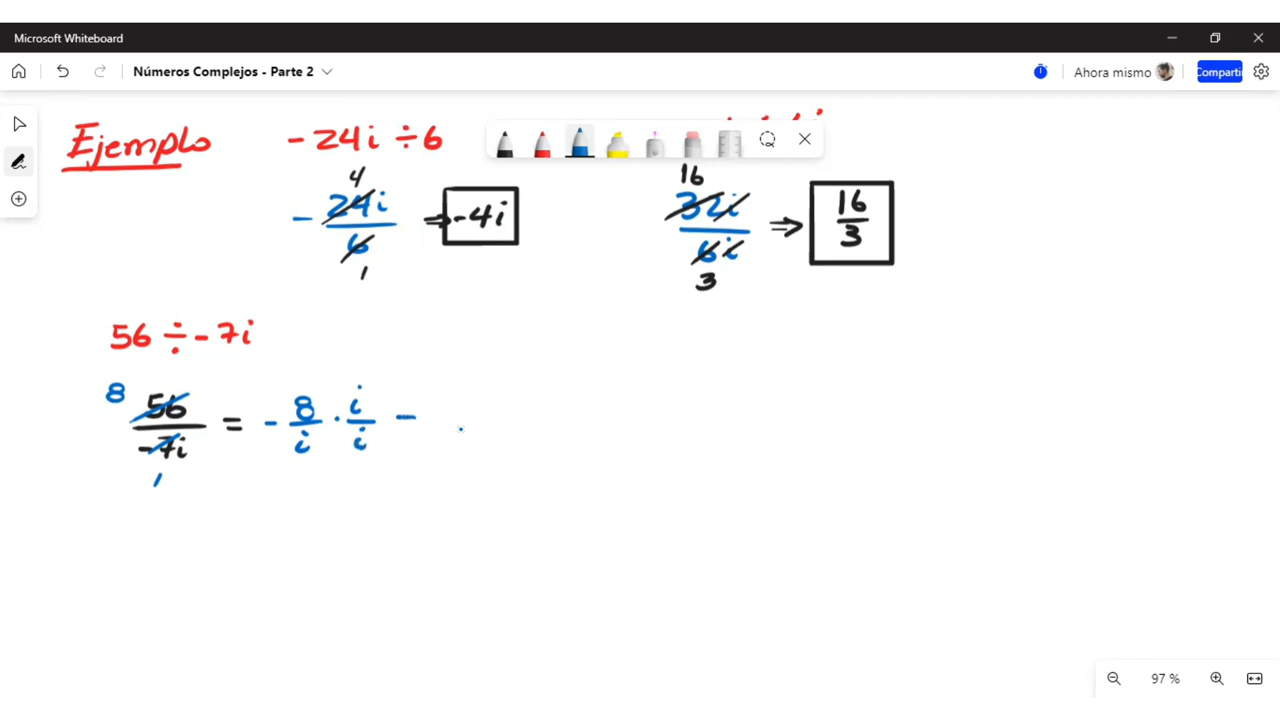 Microsoft Whiteboard
Números Complejos - Parte 2
Ahora mismo
Comparti
Ejemplo
-24i ÷ 6
4
- 24i / 6 ⇒ -4i
1
16
32i / 6i ⇒ 16 / 3
3
56 ÷ -7i
8
56 / -7i = - 8 / i · i / i -
1
97 %